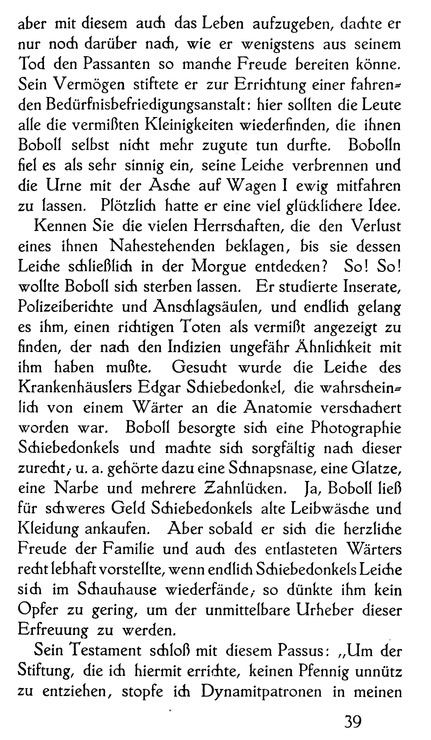 aber mit diesem auch das Leben aufzugeben, dachte er
nur noch darüber nach, wie er wenigstens aus seinem
Tod den Passanten so manche Freude bereiten könne.
Sein Vermögen stiftete er zur Errichtung einer fahren=
den Bedürfnisbefriedigungsanstalt: hier sollten die Leute
alle die vermißten Kleinigkeiten wiederfinden, die ihnen
Boboll selbst nicht mehr zugute tun durfte. Bobolln
fiel es als sehr sinnig ein, seine Leiche verbrennen und
die Urne mit der Asche auf Wagen I ewig mitfahren
zu lassen. Plötzlich hatte er eine viel glücklichere Idee.
Kennen Sie die vielen Herrschaften, die den Verlust
eines ihnen Nahestehenden beklagen, bis sie dessen
Leiche schließlich in der Morgue entdecken? So! So!
wollte Boboll sich sterben lassen. Er studierte Inserate,
Polizeiberichte und Anschlagsäulen, und endlich gelang
es ihm, einen richtigen Toten als vermißt angezeigt zu
finden, der nach den Indizien ungefähr Ähnlichkeit mit
ihm haben mußte. Gesucht wurde die Leiche des
Krankenhäuslers Edgar Schiebedonkel, die wahrschein=
lich von einem Wärter an die Anatomie verschachert
worden war. Boboll besorgte sich eine Photographie
Schiebedonkels und machte sich sorgfältig nach dieser
zurecht; u. a. gehörte dazu eine Schnapsnase, eine Glatze,
eine Narbe und mehrere Zahnlücken. Ja, Boboll ließ
für schweres Geld Schiebedonkels alte Leibwäsche und
Kleidung ankaufen. Aber sobald er sich die herzliche
Freude der Familie und auch des entlasteten Wärters
recht lebhaft vorstellte, wenn endlich Schiebedonkels Leiche
sich im Schauhause wiederfände; so dünkte ihm kein
Opfer zu gering, um der unmittelbare Urheber dieser
Erfreuung zu werden.
Sein Testament schloß mit diesem Passus: „Um der
Stiftung, die ich hiermit errichte, keinen Pfennig unnütz
zu entziehen, stopfe ich Dynamitpatronen in meinen
39